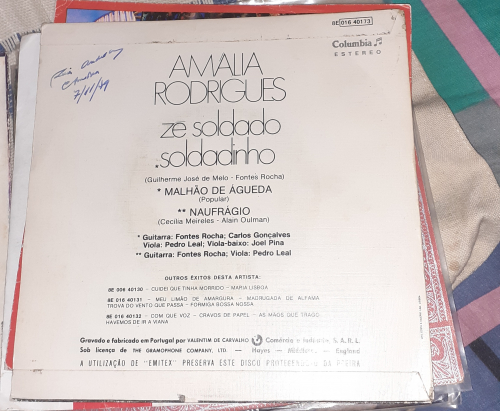 8E 016 40173
Columbia
ESTEREO
AMALIA
RODRIGUES
zé soldado
*soldadinho
(Guilherme José de Melo - Fontes Rocha)
* MALHÃO DE ÁGUEDA
(Popular)
** NAUFRÁGIO
(Cecília Meireles - Alain Oulman)
* Guitarra: Fontes Rocha; Carlos Gonçalves
Viola: Pedro Leal; Viola-baixo: Joel Pina
** Guitarra: Fontes Rocha; Viola: Pedro Leal
OUTROS ÊXITOS DESTA ARTISTA:
8E 006 40130 - CUIDEI QUE TINHA MORRIDO - MARIA LISBOA
8E 016 40131 - MEU LIMÃO DE AMARGURA - MADRUGADA DE ALFAMA
TROVA DO VENTO QUE PASSA - FORMIGA BOSSA NOSSA
8E 016 40132 - COM QUE VOZ - CRAVOS DE PAPEL - AS MÃOS QUE TRAGO
HAVEMOS DE IR A VIANA
Gravado e fabricado em Portugal por VALENTIM DE CARVALHO Comércio e Indústria S. A. R. L.
Sob licença de THE GRAMOPHONE COMPANY, LTD. — Hayes - Middlesex - England
A UTILIZAÇÃO DE "EMITEX" PRESERVA ESTE DISCO PROTEGENDO-O DA POEIRA